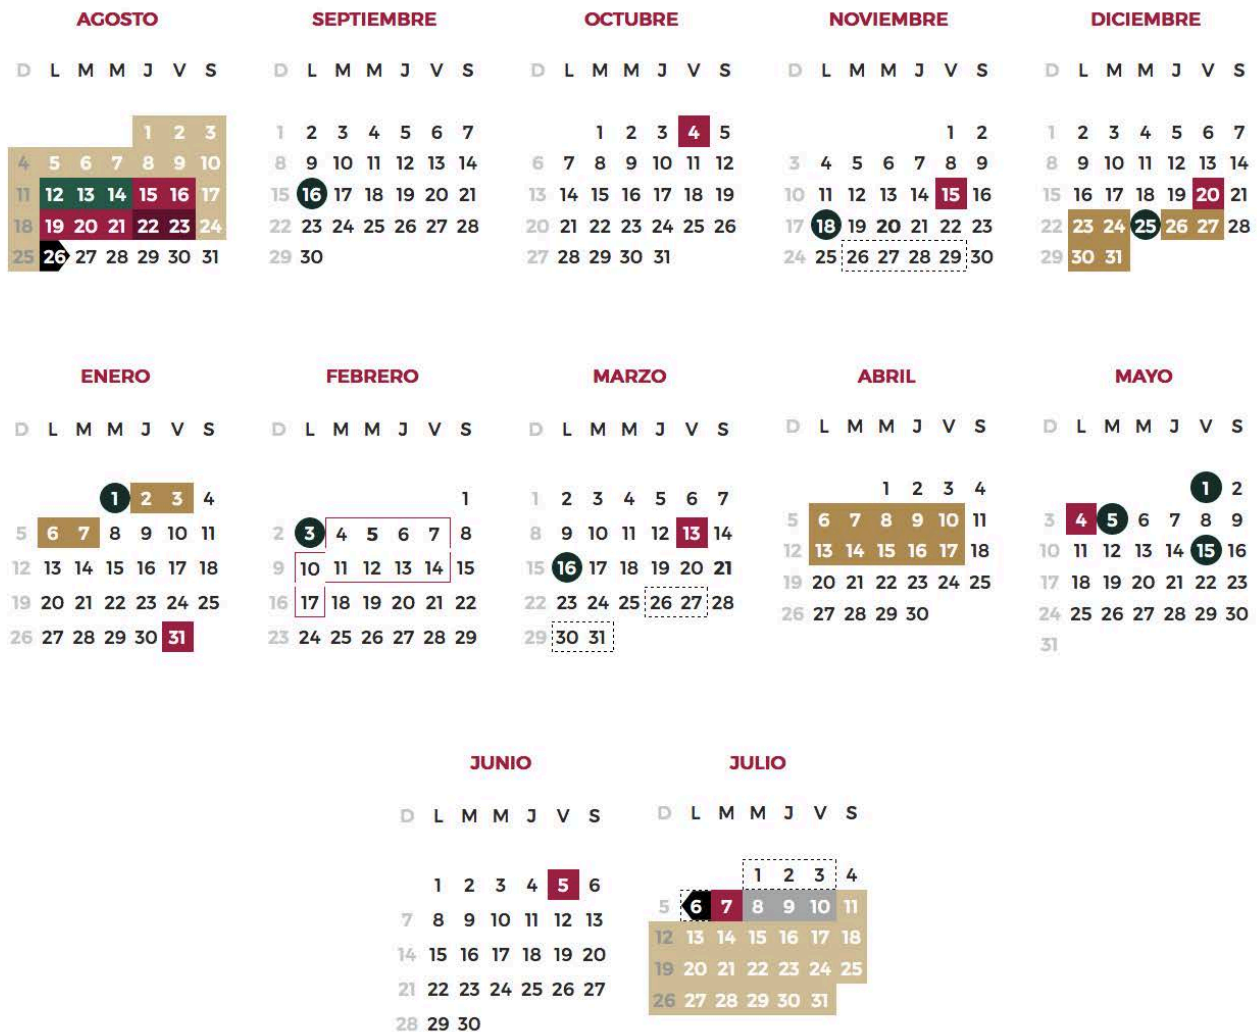 AGOSTO
D L M M J V S
1 2 3
4 5 6 7 8 9 10
11 12 13 14 15 16 17
18 19 20 21 22 23 24
25 26 27 28 29 30 31
SEPTIEMBRE
D L M M J V S
1 2 3 4 5 6 7
8 9 10 11 12 13 14
15 16 17 18 19 20 21
22 23 24 25 26 27 28
29 30
OCTUBRE
D L M M J V S
1 2 3 4 5
6 7 8 9 10 11 12
13 14 15 16 17 18 19
20 21 22 23 24 25 26
27 28 29 30 31
NOVIEMBRE
D L M M J V S
1 2
3 4 5 6 7 8 9
10 11 12 13 14 15 16
17 18 19 20 21 22 23
24 25 26 27 28 29 30
DICIEMBRE
D L M M J V S
1 2 3 4 5 6 7
8 9 10 11 12 13 14
15 16 17 18 19 20 21
22 23 24 25 26 27 28
29 30 31
ENERO
D L M M J V S
1 2 3 4
5 6 7 8 9 10 11
12 13 14 15 16 17 18
19 20 21 22 23 24 25
26 27 28 29 30 31
FEBRERO
D L M M J V S
1
2 3 4 5 6 7 8
9 10 11 12 13 14 15
16 17 18 19 20 21 22
23 24 25 26 27 28 29
MARZO
D L M M J V S
1 2 3 4 5 6 7
8 9 10 11 12 13 14
15 16 17 18 19 20 21
22 23 24 25 26 27 28
29 30 31
ABRIL
D L M M J V S
1 2 3 4
5 6 7 8 9 10 11
12 13 14 15 16 17 18
19 20 21 22 23 24 25
26 27 28 29 30
MAYO
D L M M J V S
1 2
3 4 5 6 7 8 9
10 11 12 13 14 15 16
17 18 19 20 21 22 23
24 25 26 27 28 29 30
31
JUNIO
D L M M J V S
1 2 3 4 5 6
7 8 9 10 11 12 13
14 15 16 17 18 19 20
21 22 23 24 25 26 27
28 29 30
JULIO
D L M M J V S
1 2 3 4
5 6 7 8 9 10 11
12 13 14 15 16 17 18
19 20 21 22 23 24 25
26 27 28 29 30 31